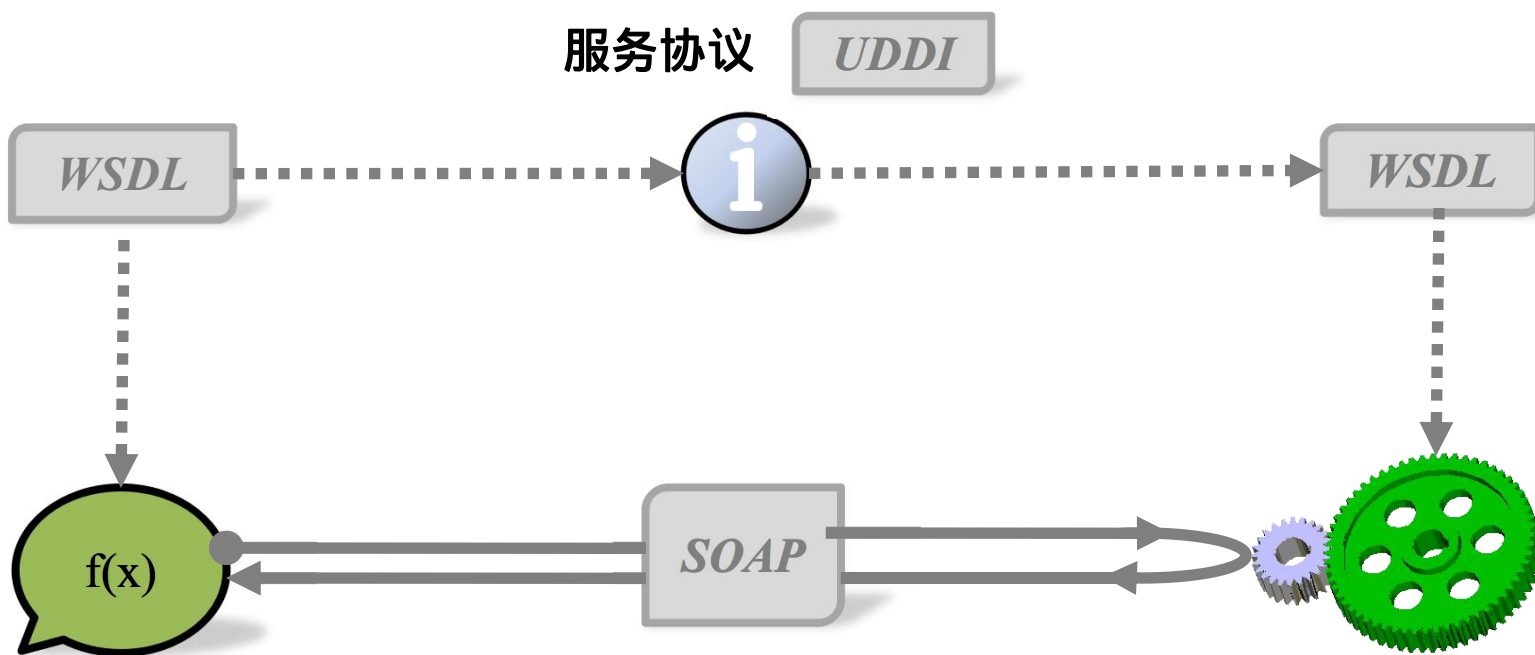 服务协议
UDDI
WSDL
i
WSDL
f(x)
SOAP